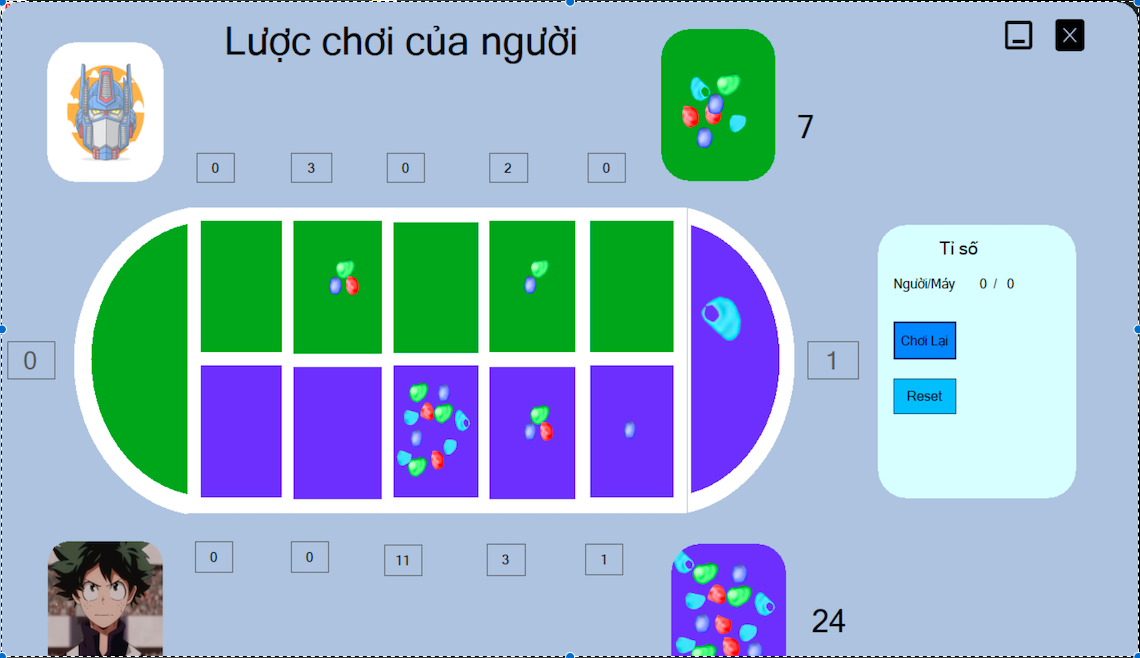 Lược chơi của người
7
0 3 0 2 0
Tỉ số
Người/Máy 0 / 0
Chơi Lại
0
1
Reset
0 0 11 3 1
24